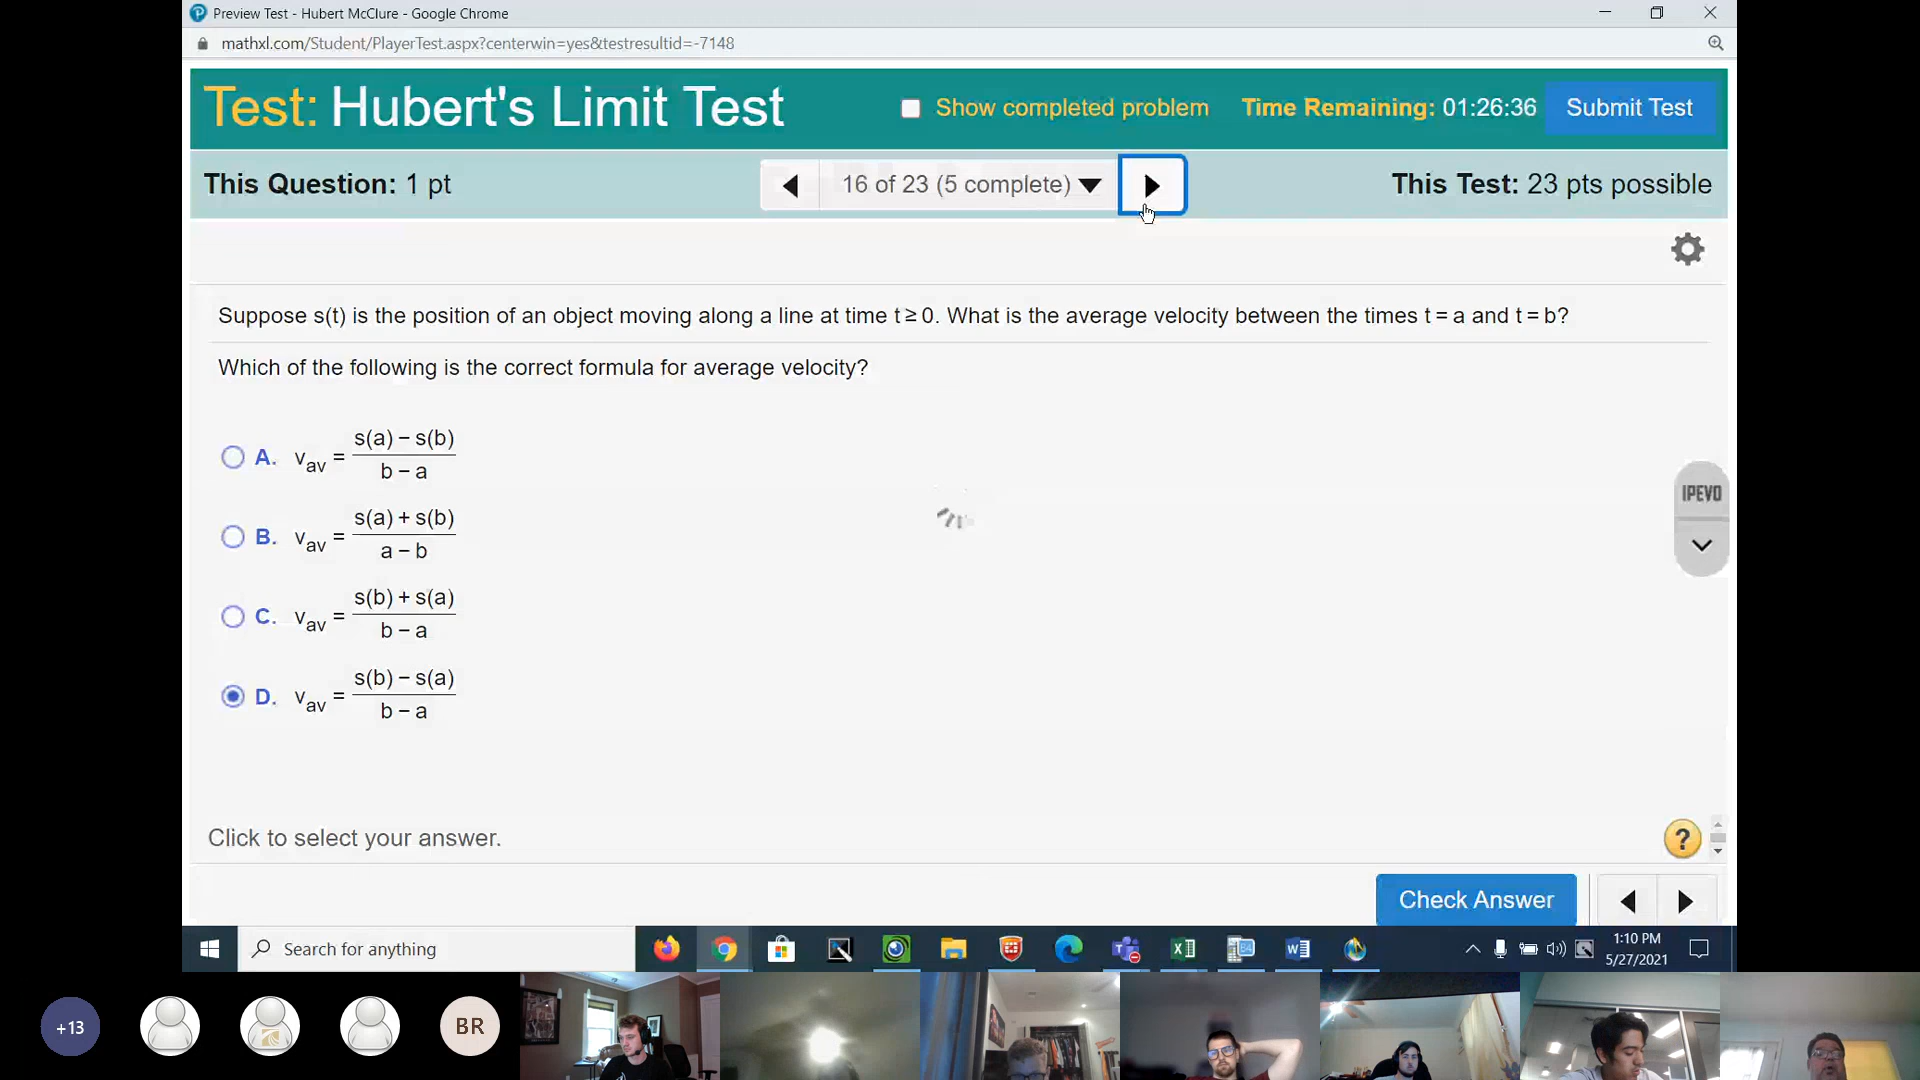 Preview Test - Hubert McClure - Google Chrome
mathxl.com/Student/PlayerTest.aspx?centerwin=yes&testresultid=-7148
Test: Hubert's Limit Test
Show completed problem
Time Remaining: 01:26:36
Submit Test
This Question: 1 pt
16 of 23 (5 complete)
This Test: 23 pts possible
Suppose s(t) is the position of an object moving along a line at time t ≥ 0. What is the average velocity between the times t = a and t = b?
Which of the following is the correct formula for average velocity?
A. v_av = (s(a) − s(b)) / (b − a)
B. v_av = (s(a) + s(b)) / (a − b)
C. v_av = (s(b) + s(a)) / (b − a)
D. v_av = (s(b) − s(a)) / (b − a)
IPEVO
Click to select your answer.
?
Check Answer
Search for anything
1:10 PM
5/27/2021
+13
BR